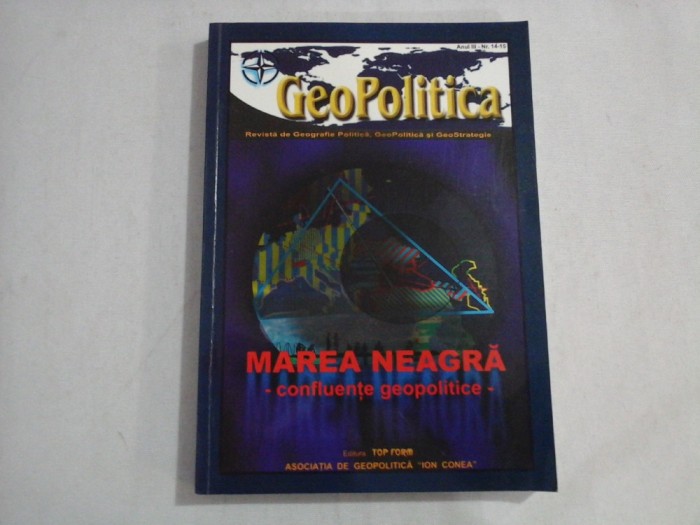 Anul III - Nr. 14-15
GeoPolitica
Revistă de Geografie Politică, GeoPolitică și GeoStrategie
MAREA NEAGRĂ
- confluențe geopolitice -
Editura TOP FORM
ASOCIAȚIA DE GEOPOLITICĂ "ION CONEA"